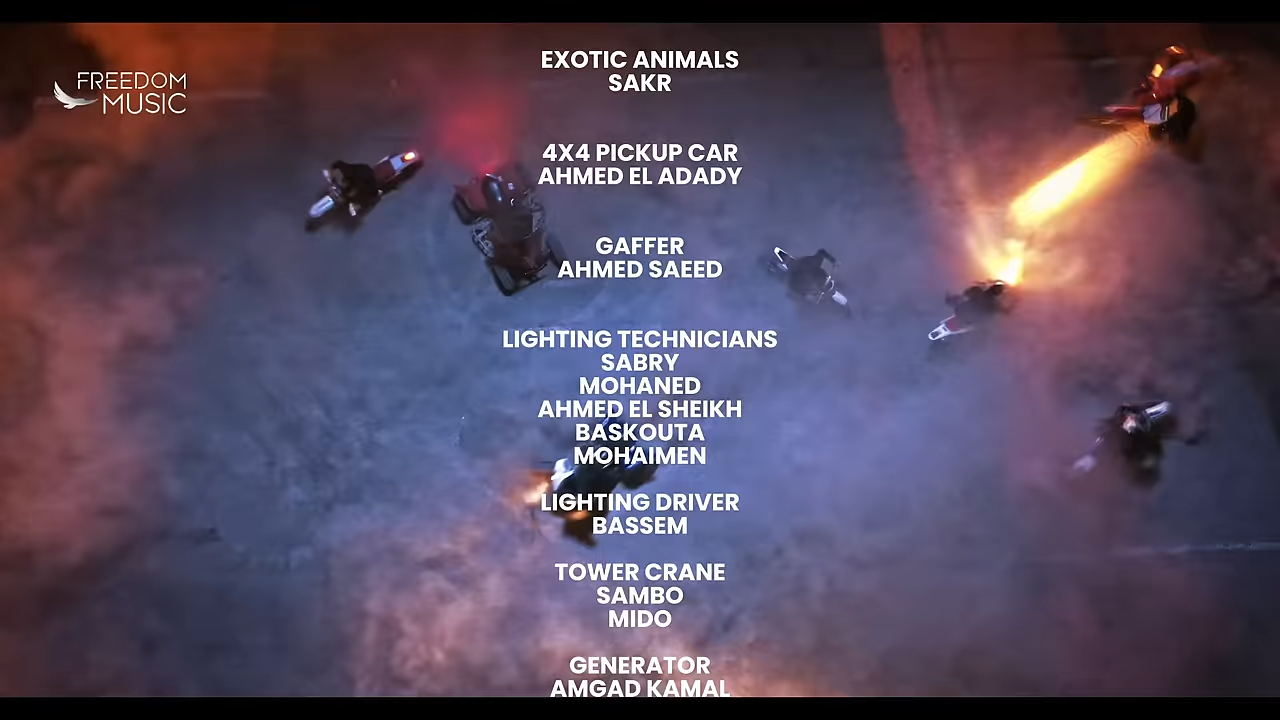 FREEDOM
MUSIC
EXOTIC ANIMALS
SAKR
4X4 PICKUP CAR
AHMED EL ADADY
GAFFER
AHMED SAEED
LIGHTING TECHNICIANS
SABRY
MOHANED
AHMED EL SHEIKH
BASKOUTA
MOHAIMEN
LIGHTING DRIVER
BASSEM
TOWER CRANE
SAMBO
MIDO
GENERATOR
AMGAD KAMAL